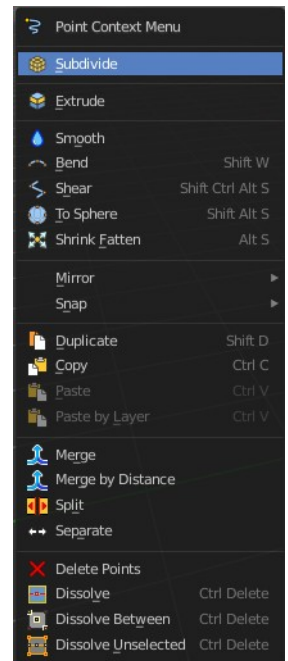 Point Context Menu
Subdivide
Extrude
Smooth
Bend Shift W
Shear Shift Ctrl Alt S
To Sphere Shift Alt S
Shrink Fatten Alt S
Mirror
Snap
Duplicate Shift D
Copy Ctrl C
Paste Ctrl V
Paste by Layer Ctrl V
Merge
Merge by Distance
Split
Separate
Delete Points
Dissolve Ctrl Delete
Dissolve Between Ctrl Delete
Dissolve Unselected Ctrl Delete